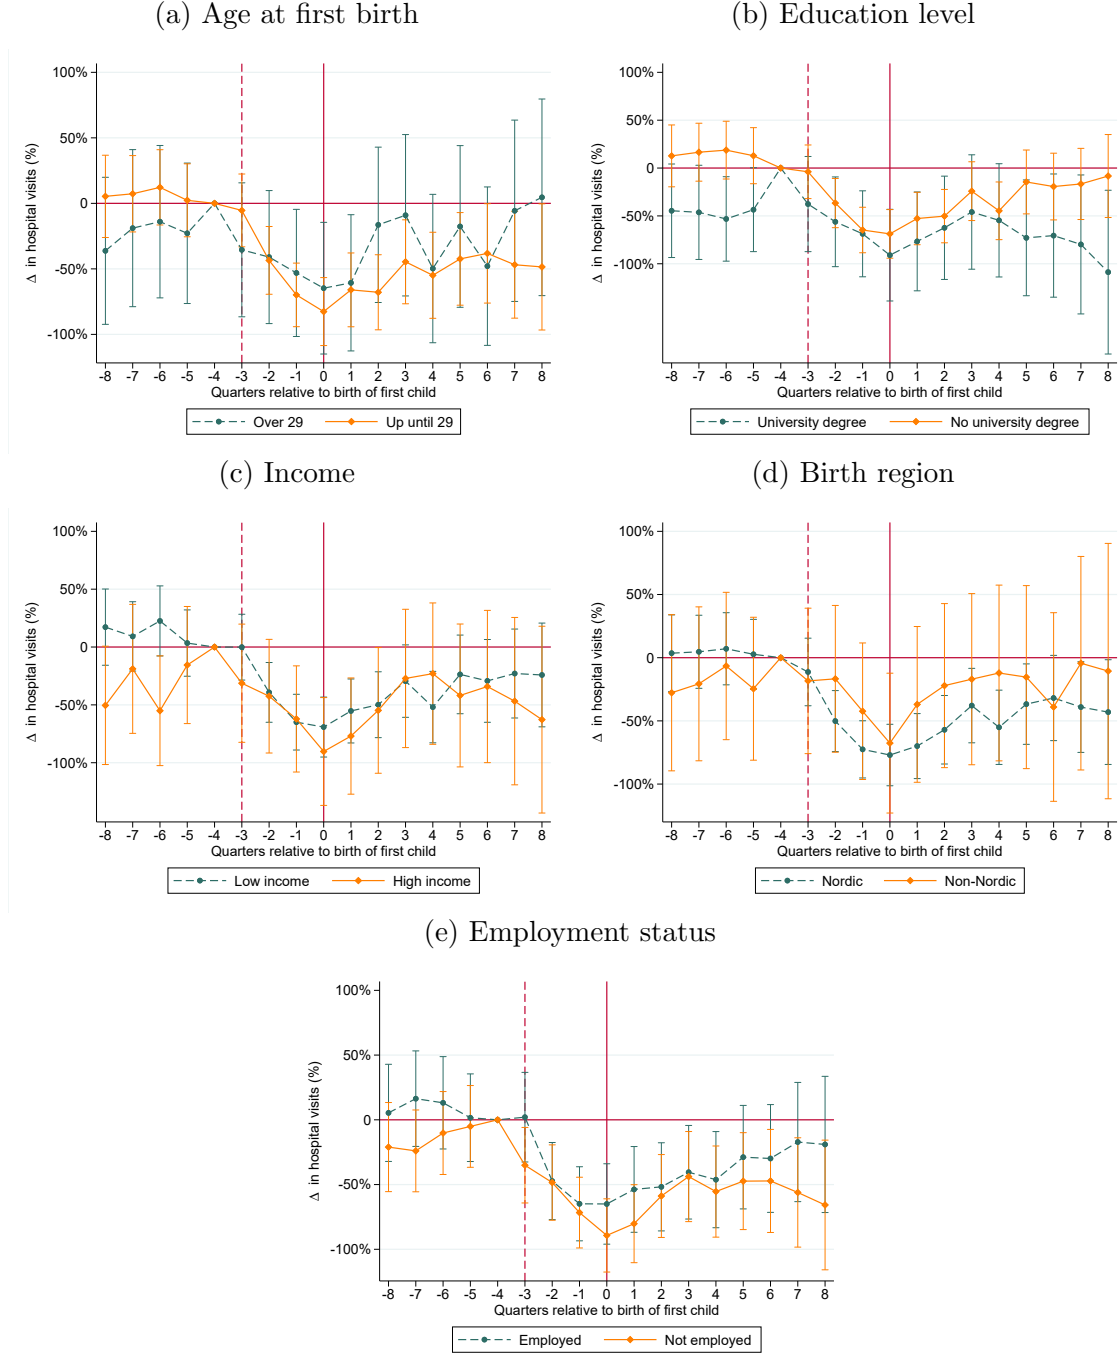 (a) Age at first birth
100%
50%
0
-50%
-100%
Δ in hospital visits (%)
-8 -7 -6 -5 -4 -3 -2 -1 0 1 2 3 4 5 6 7 8
Quarters relative to birth of first child
Over 29 Up until 29
(b) Education level
100%
50%
0
-50%
-100%
Δ in hospital visits (%)
-8 -7 -6 -5 -4 -3 -2 -1 0 1 2 3 4 5 6 7 8
Quarters relative to birth of first child
University degree No university degree
(c) Income
100%
50%
0
-50%
-100%
Δ in hospital visits (%)
-8 -7 -6 -5 -4 -3 -2 -1 0 1 2 3 4 5 6 7 8
Quarters relative to birth of first child
Low income High income
(d) Birth region
100%
50%
0
-50%
-100%
Δ in hospital visits (%)
-8 -7 -6 -5 -4 -3 -2 -1 0 1 2 3 4 5 6 7 8
Quarters relative to birth of first child
Nordic Non-Nordic
(e) Employment status
100%
50%
0
-50%
-100%
Δ in hospital visits (%)
-8 -7 -6 -5 -4 -3 -2 -1 0 1 2 3 4 5 6 7 8
Quarters relative to birth of first child
Employed Not employed